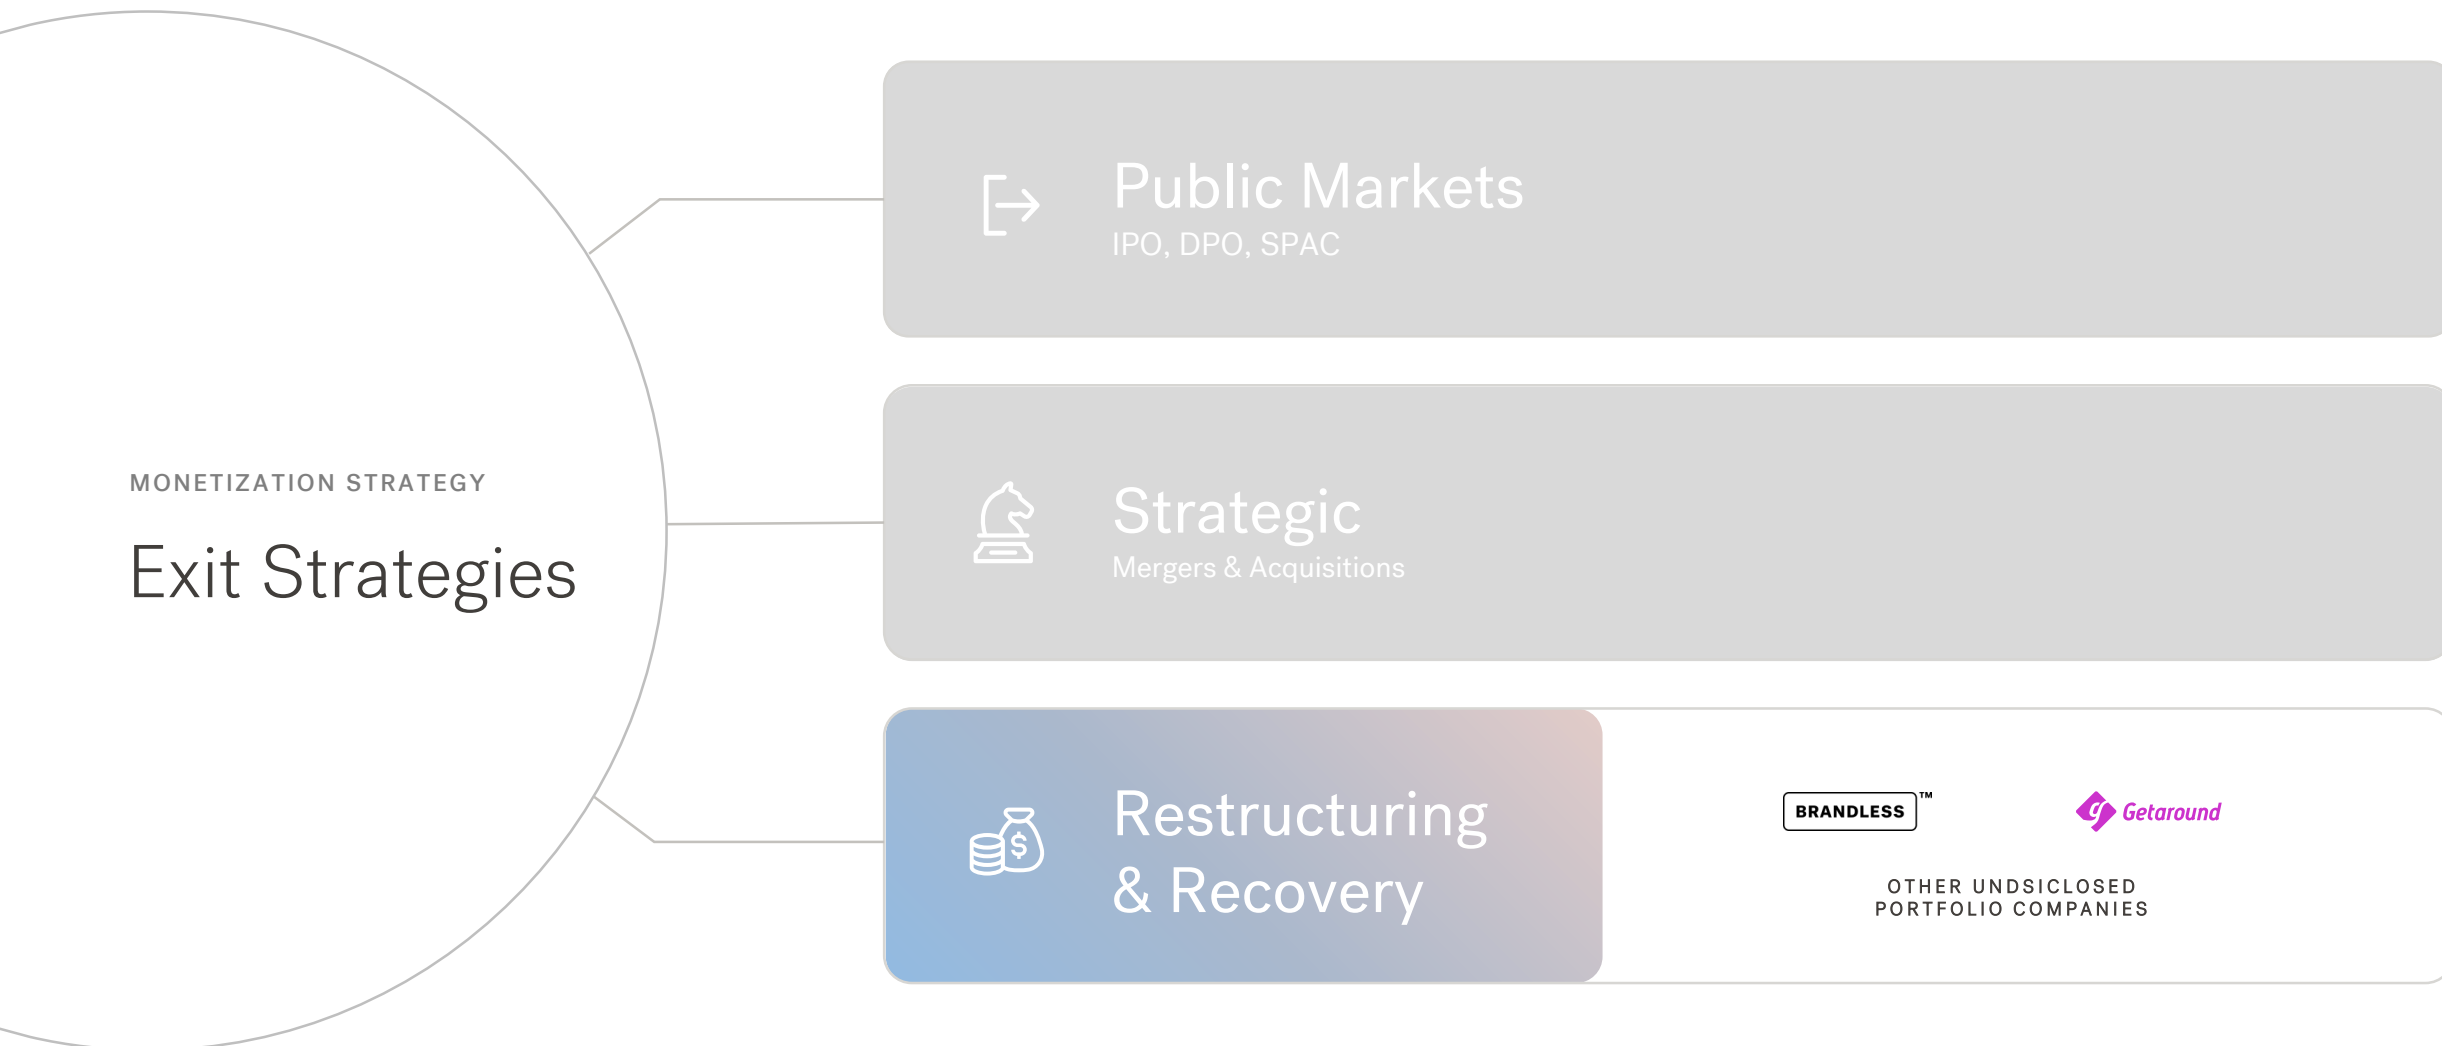 MONETIZATION STRATEGY
Exit Strategies
Public Markets
IPO, DPO, SPAC
Strategic
Mergers & Acquisitions
Restructuring
& Recovery
$
BRANDLESS™
Getaround
OTHER UNDSICLOSED
PORTFOLIO COMPANIES